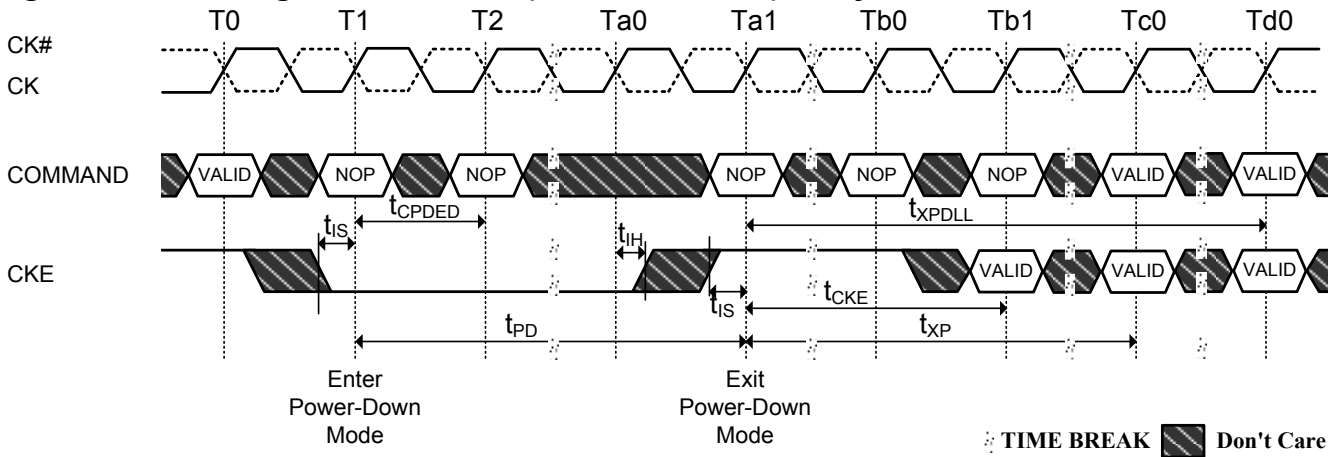 T0 T1 T2 Ta0 Ta1 Tb0 Tb1 Tc0 Td0
CK#
CK
COMMAND VALID NOP NOP NOP NOP NOP VALID VALID
tCPDED tXPDLL
tIS tIH
CKE VALID VALID VALID
tIS tCKE
tPD tXP
Enter
Power-Down
Mode
Exit
Power-Down
Mode
TIME BREAK Don't Care